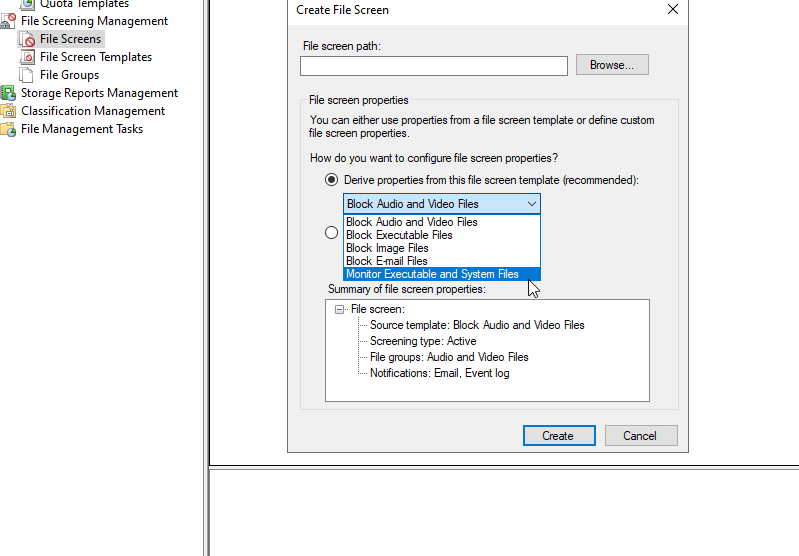 Quota Templates
File Screening Management
File Screens
File Screen Templates
File Groups
Storage Reports Management
Classification Management
File Management Tasks
Create File Screen
File screen path:
Browse...
File screen properties
You can either use properties from a file screen template or define custom
file screen properties.
How do you want to configure file screen properties?
Derive properties from this file screen template (recommended):
Block Audio and Video Files
Block Audio and Video Files
Block Executable Files
Block Image Files
Block E-mail Files
Monitor Executable and System Files
Summary of file screen properties:
File screen:
Source template: Block Audio and Video Files
Screening type: Active
File groups: Audio and Video Files
Notifications: Email, Event log
Create
Cancel